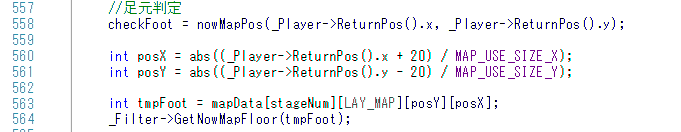 557 //足元判定
558 checkFoot = nowMapPos(_Player->ReturnPos().x, _Player->ReturnPos().y);
559
560 int posX = abs((_Player->ReturnPos().x + 20) / MAP_USE_SIZE_X);
561 int posY = abs((_Player->ReturnPos().y - 20) / MAP_USE_SIZE_Y);
562
563 int tmpFoot = mapData[stageNum][LAY_MAP][posY][posX];
564 _Filter->GetNowMapFloor(tmpFoot);